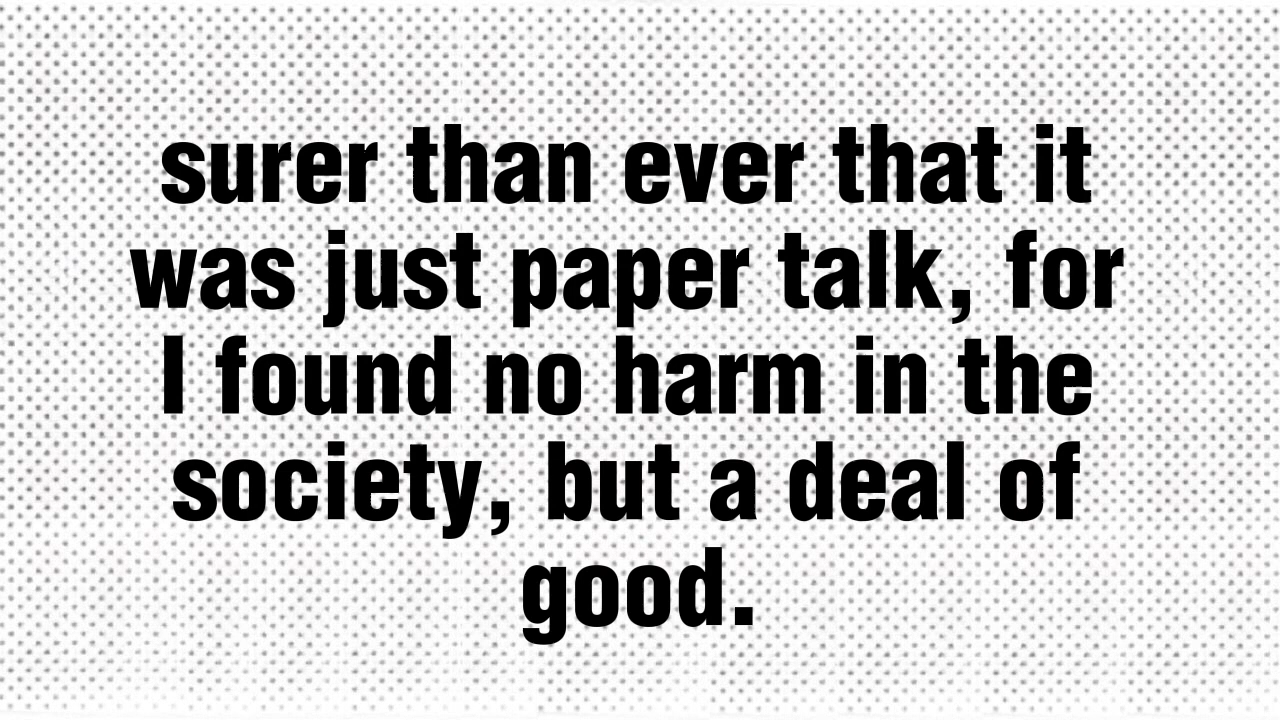 surer than ever that it
was just paper talk, for
I found no harm in the
society, but a deal of
good.